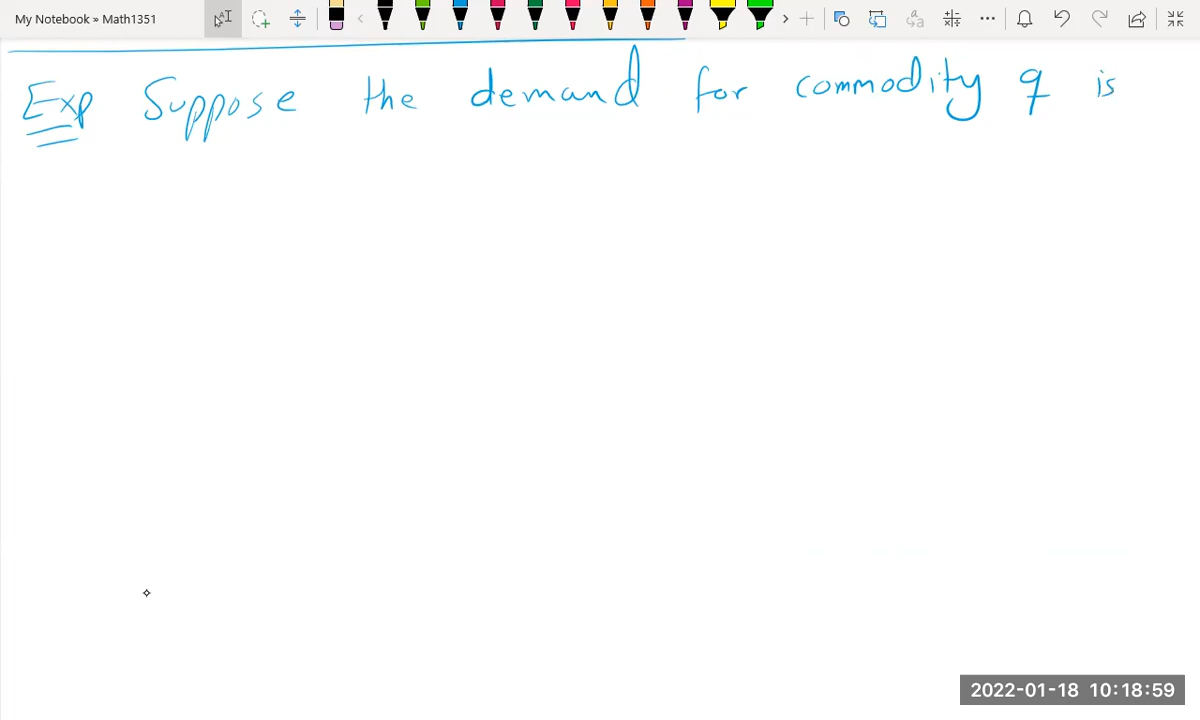 My Notebook » Math1351
Exp Suppose the demand for commodity q is
2022-01-18 10:18:59